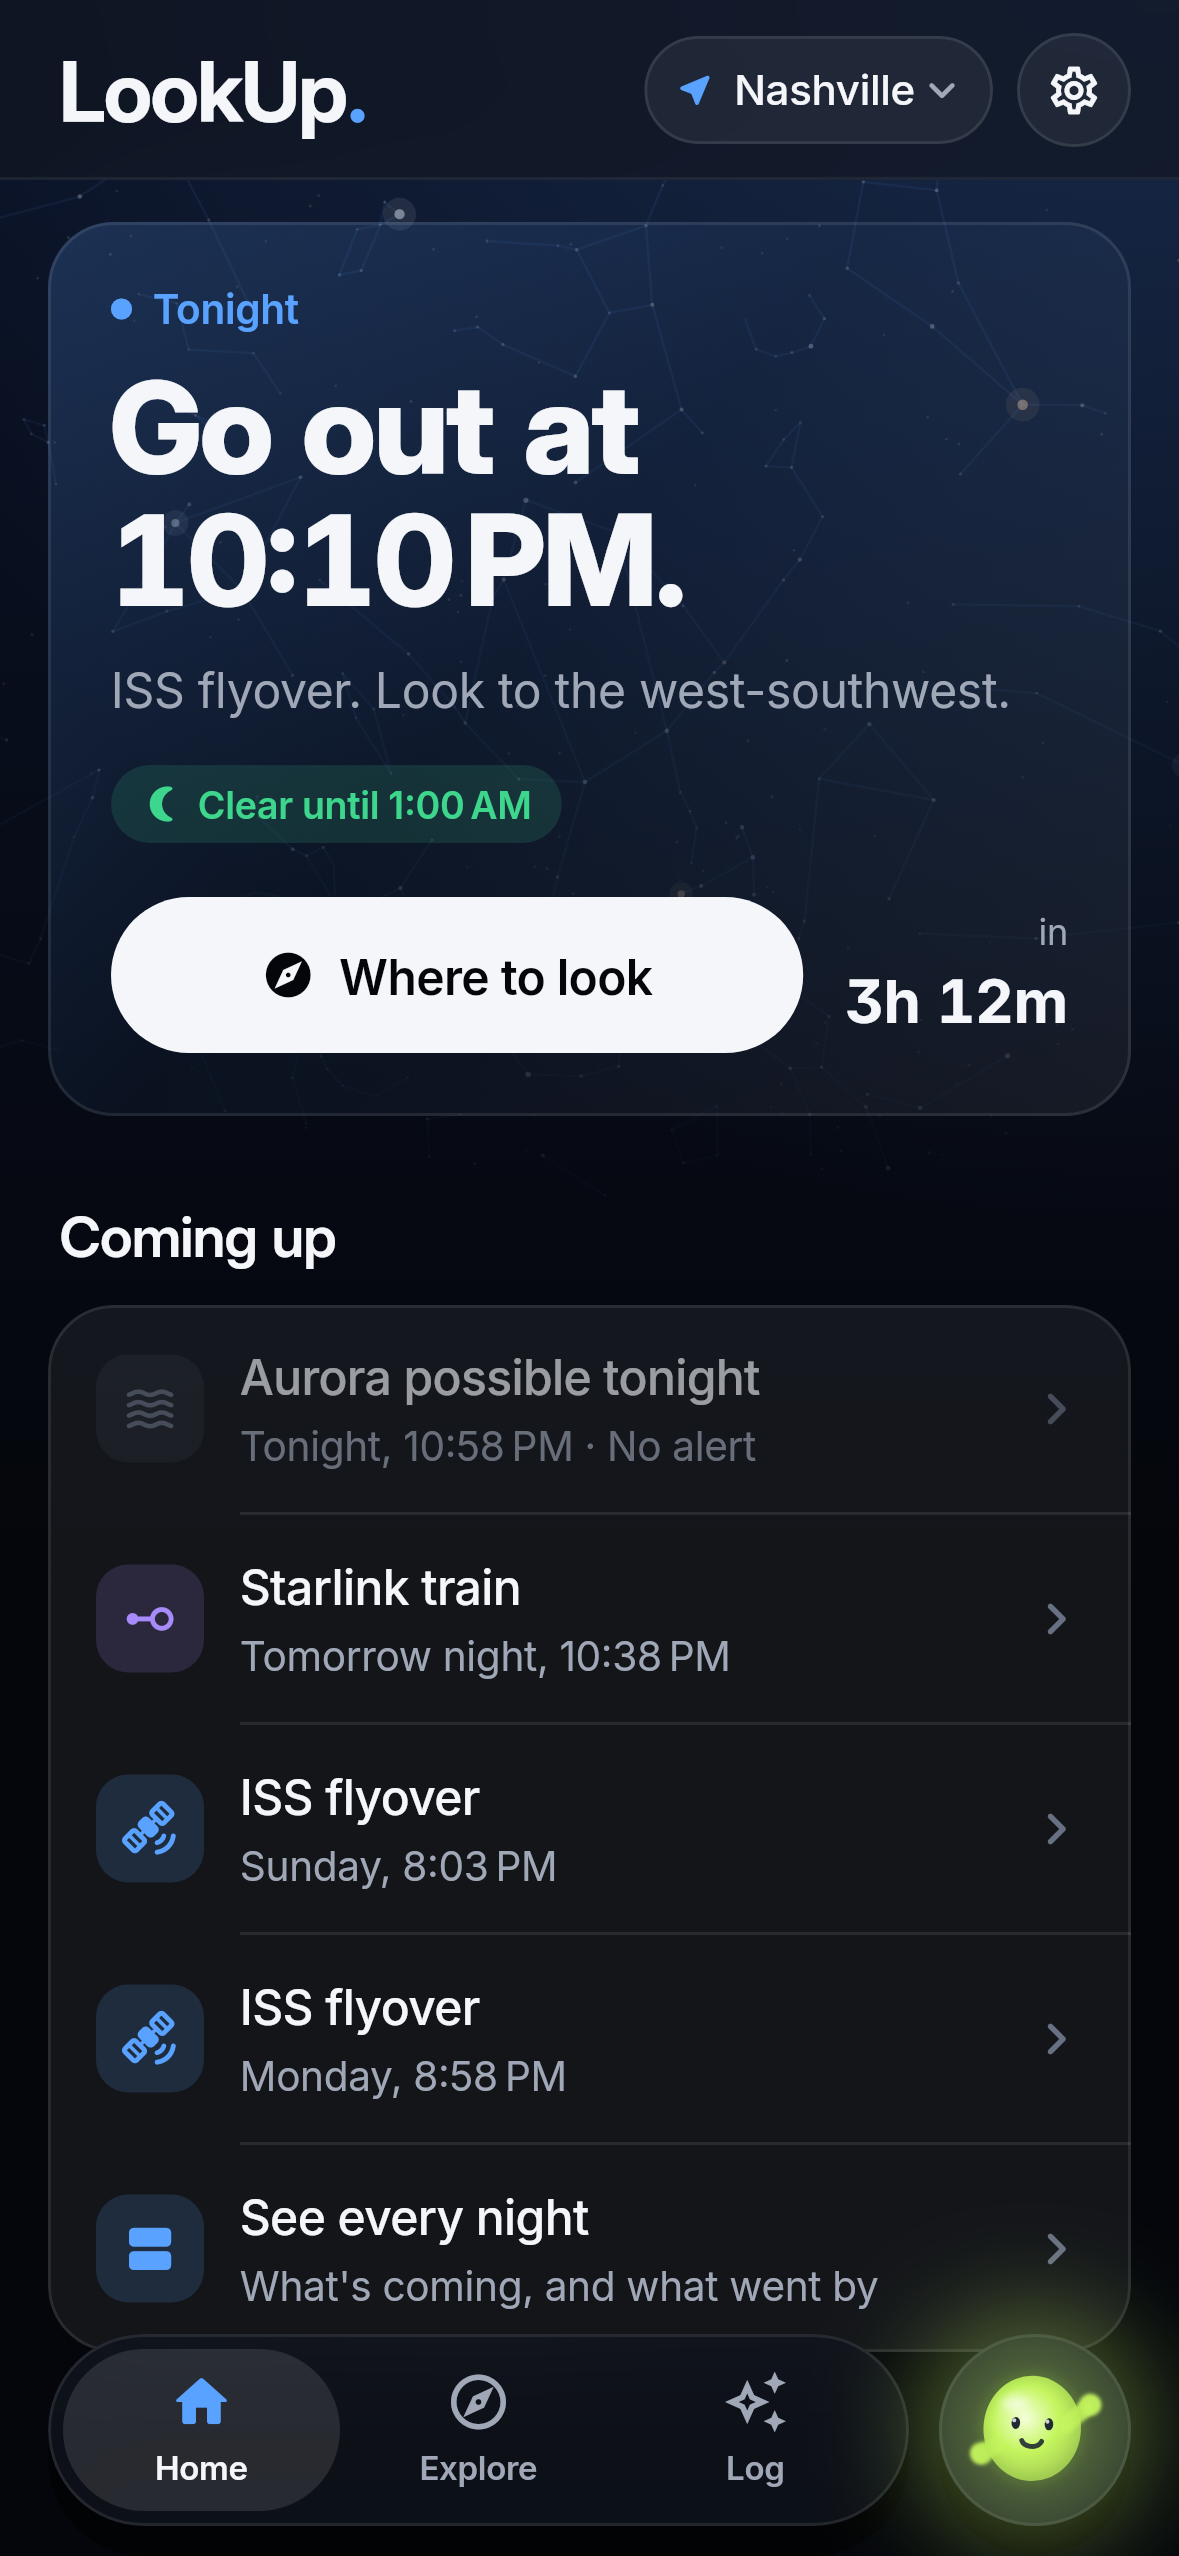 LookUp.
Nashville
Tonight
Go out at
10:10 PM.
ISS flyover. Look to the west-southwest.
Clear until 1:00 AM
Where to look
in
3h 12m
Coming up
Aurora possible tonight
Tonight, 10:58 PM · No alert
Starlink train
Tomorrow night, 10:38 PM
ISS flyover
Sunday, 8:03 PM
ISS flyover
Monday, 8:58 PM
See every night
What's coming, and what went by
Home
Explore
Log